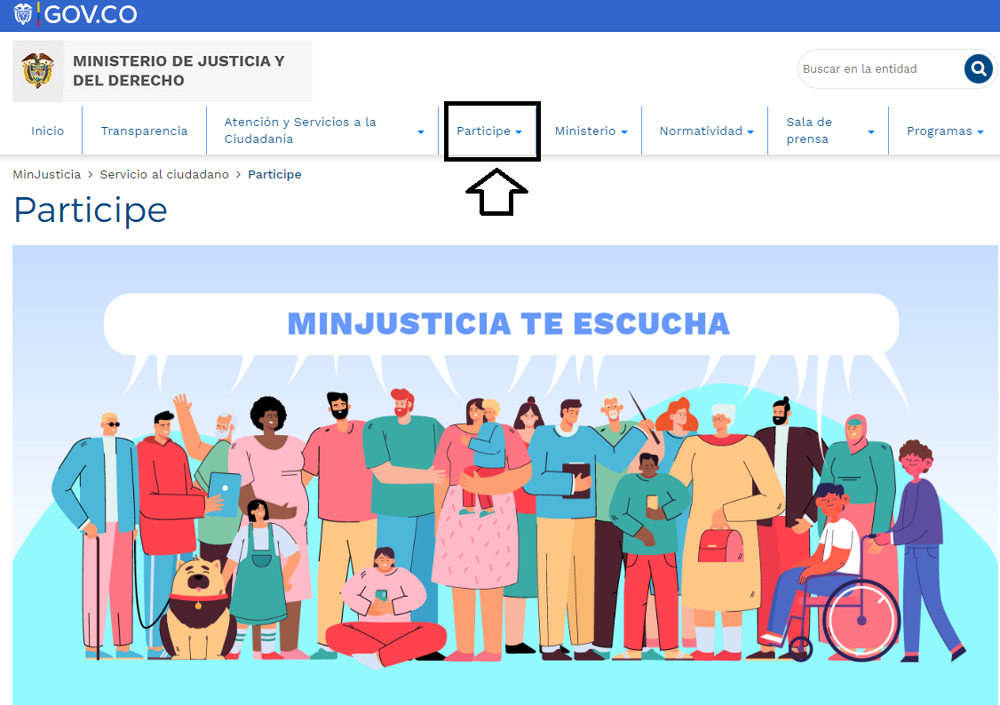 GOV.CO
MINISTERIO DE JUSTICIA Y
DEL DERECHO
Buscar en la entidad
Inicio
Transparencia
Atención y Servicios a la
Ciudadanía
Participe
Ministerio
Normatividad
Sala de
prensa
Programas
MinJusticia > Servicio al ciudadano > Participe
Participe
MINJUSTICIA TE ESCUCHA